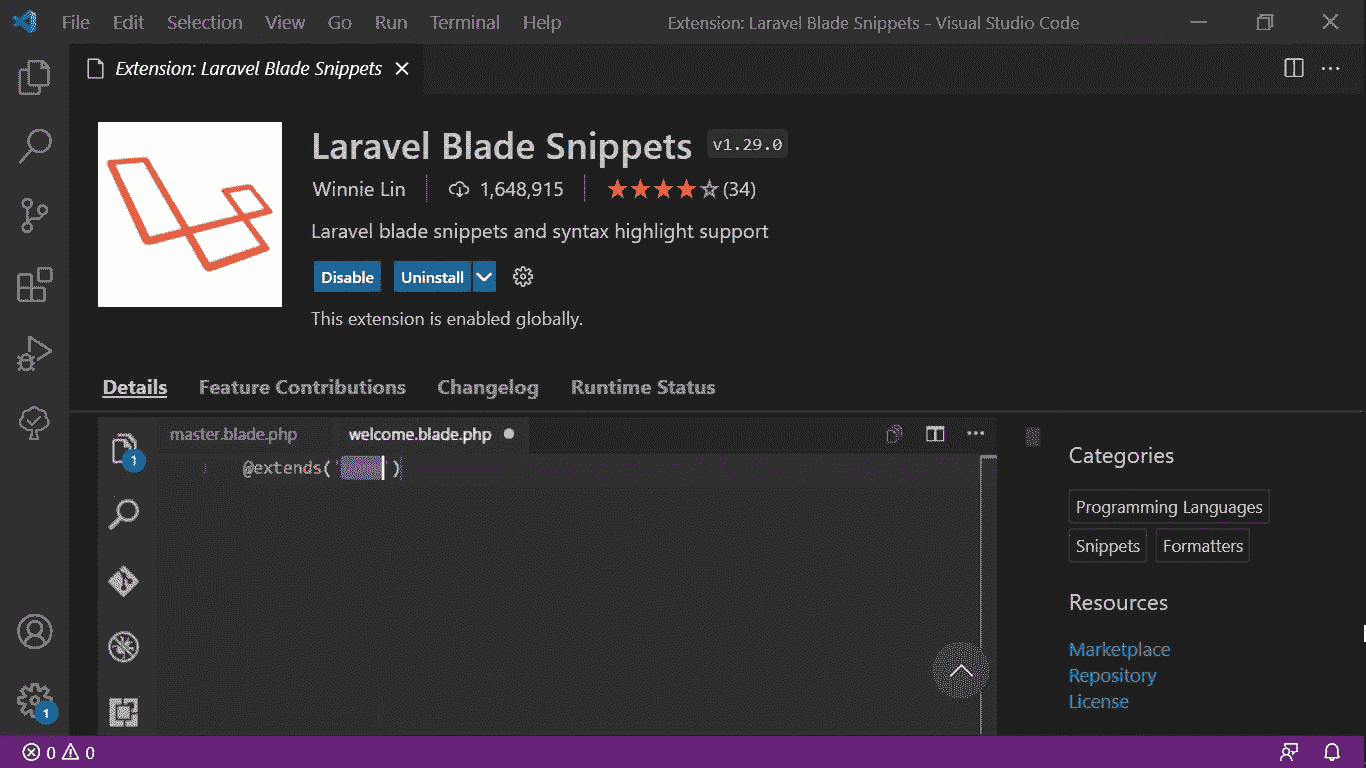 File Edit Selection View Go Run Terminal Help Extension: Laravel Blade Snippets - Visual Studio Code
Extension: Laravel Blade Snippets
Laravel Blade Snippets v1.29.0
Winnie Lin 1,648,915 (34)
Laravel blade snippets and syntax highlight support
Disable Uninstall
This extension is enabled globally.
Details Feature Contributions Changelog Runtime Status
master.blade.php welcome.blade.php
1
1 @extends('')
Categories
Programming Languages
Snippets Formatters
Resources
Marketplace
Repository
License
1
0 0